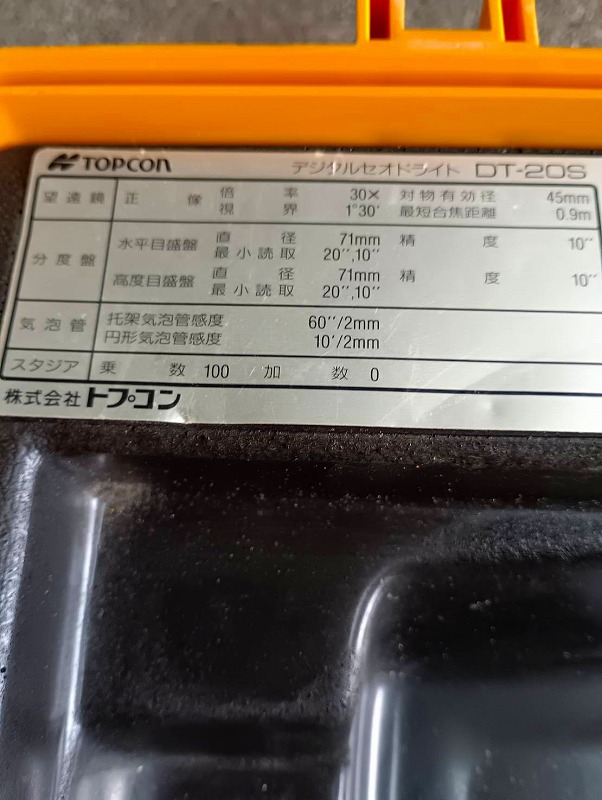 TOPCON デジタルセオドライト DT-20S
望遠鏡 正像 倍率 30× 対物有効径 45mm
視界 1°30′ 最短合焦距離 0.9m
分度盤 水平目盛盤 直径 71mm 精度 10″
最小読取 20″,10″
高度目盛盤 直径 71mm 精度 10″
最小読取 20″,10″
気泡管 托架気泡管感度 60″/2mm
円形気泡管感度 10′/2mm
スタジア 乗数 100 加数 0
株式会社トプコン